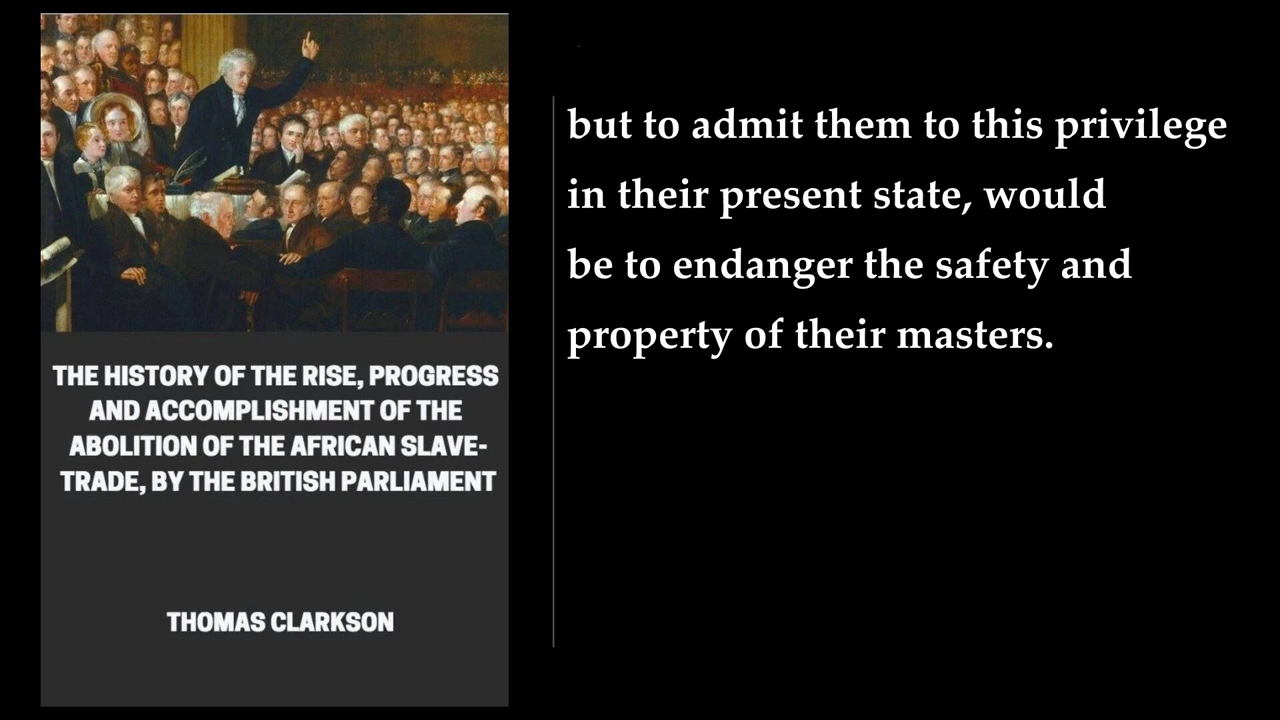 THE HISTORY OF THE RISE, PROGRESS
AND ACCOMPLISHMENT OF THE
ABOLITION OF THE AFRICAN SLAVE-
TRADE, BY THE BRITISH PARLIAMENT
THOMAS CLARKSON
but to admit them to this privilege
in their present state, would
be to endanger the safety and
property of their masters.